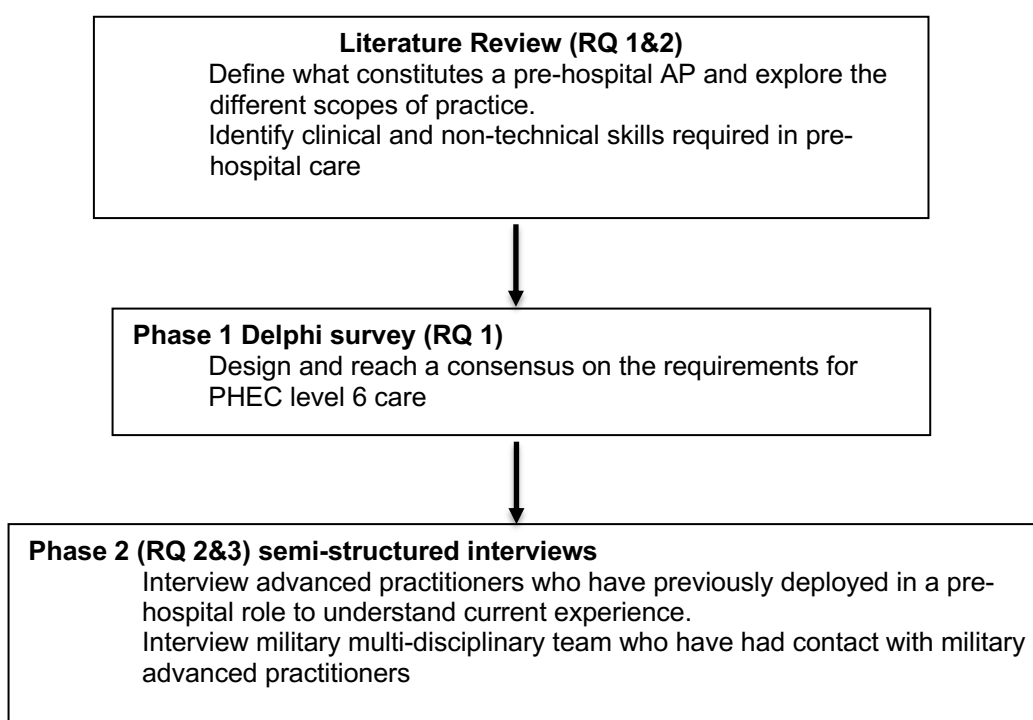 Literature Review (RQ 1&2)
Define what constitutes a pre-hospital AP and explore the
different scopes of practice.
Identify clinical and non-technical skills required in pre-
hospital care
Phase 1 Delphi survey (RQ 1)
Design and reach a consensus on the requirements for
PHEC level 6 care
Phase 2 (RQ 2&3) semi-structured interviews
Interview advanced practitioners who have previously deployed in a pre-
hospital role to understand current experience.
Interview military multi-disciplinary team who have had contact with military
advanced practitioners